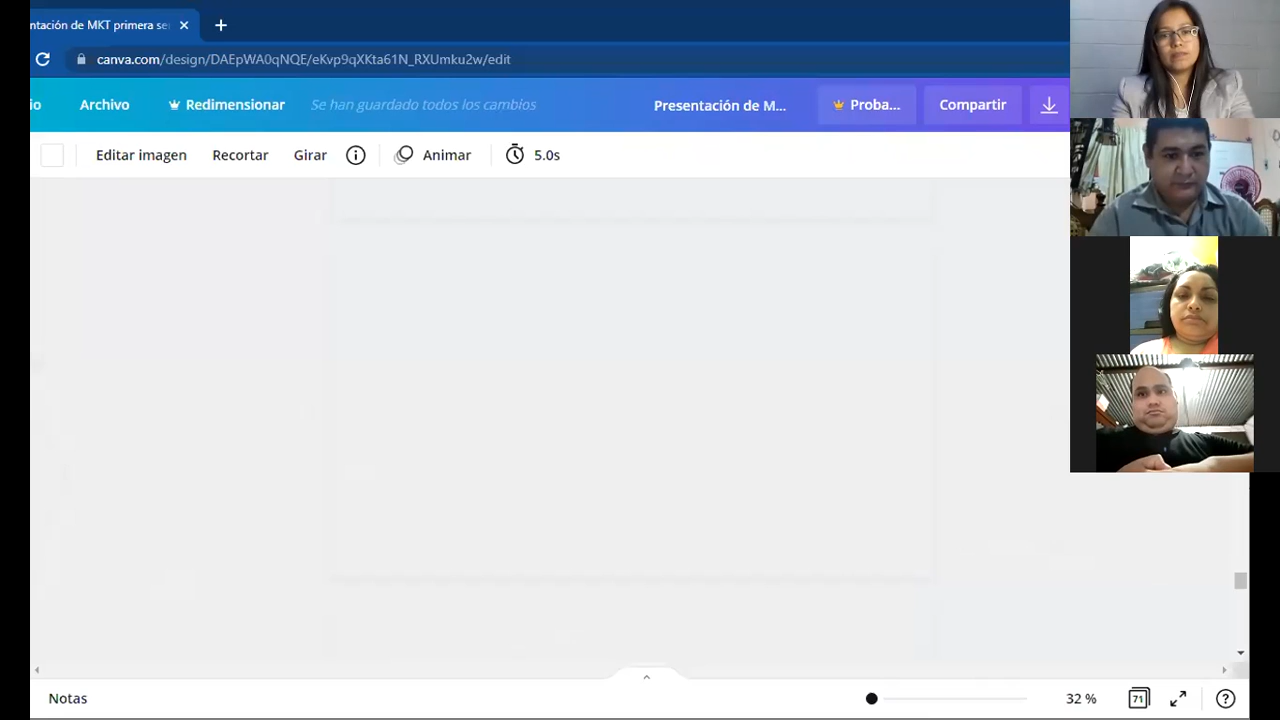 ntación de MKT primera se
canva.com/design/DAEpWA0qNQE/eKvp9qXKta61N_RXUmku2w/edit
io Archivo Redimensionar Se han guardado todos los cambios Presentación de M... Proba... Compartir
Editar imagen Recortar Girar Animar 5.0s
Notas 32 % 71